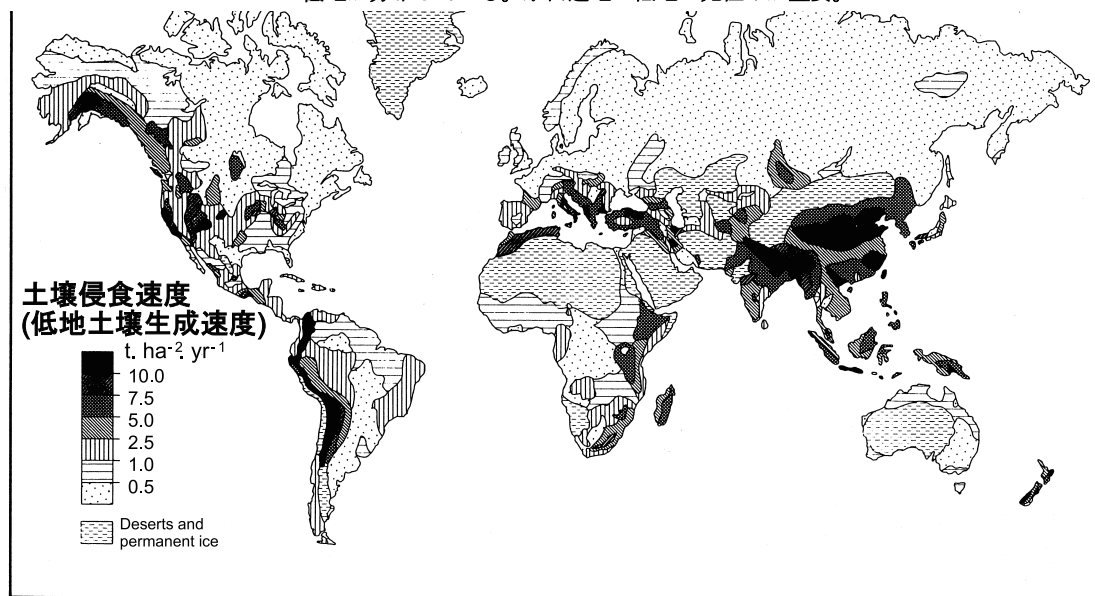 土壌侵食速度
(低地土壌生成速度)
t. ha-2. yr-1
10.0
7.5
5.0
2.5
1.0
0.5
Deserts and
permanent ice